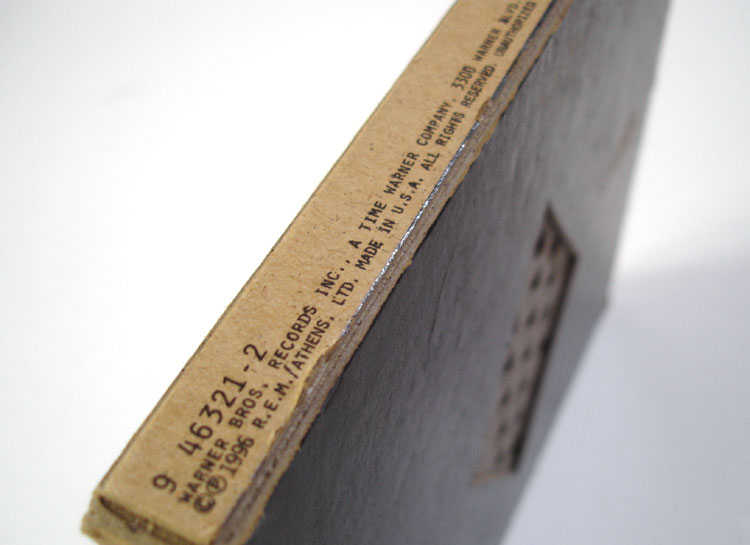 9 46321-2
WARNER BROS. RECORDS INC., A TIME WARNER COMPANY. 3300 WARNER BLVD.
©℗ 1996 R.E.M./ATHENS, LTD. MADE IN U.S.A. ALL RIGHTS RESERVED. UNAUTHORIZED